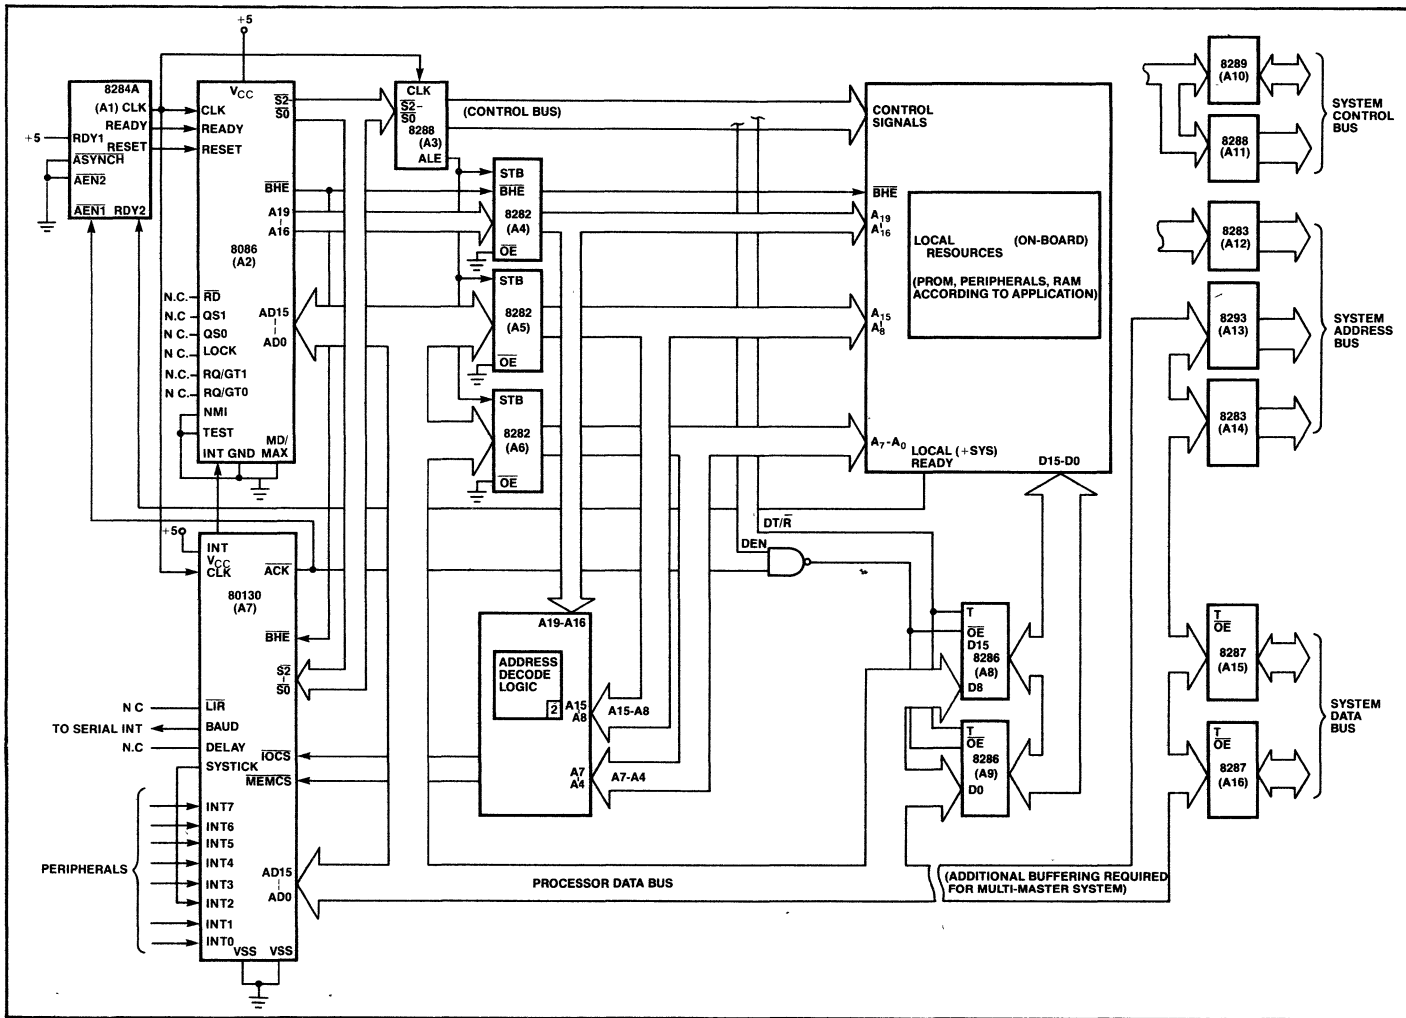 +5
8284A
(A1) CLK
READY
RESET
+5
RDY1
ASYNCH
AEN2
AEN1 RDY2
VCC
CLK
READY
RESET
S2-
S0
BHE
A19
A16
8086
(A2)
N.C. RD
N.C. QS1
N.C. QS0
N C. LOCK
N.C. RQ/GT1
N C. RQ/GT0
NMI
TEST
INT GND
MD/
MAX
AD15
AD0
CLK
S2-
S0
8288
(A3)
ALE
(CONTROL BUS)
STB
BHE
8282
(A4)
OE
STB
8282
(A5)
OE
STB
8282
(A6)
OE
CONTROL
SIGNALS
BHE
A19
A16
LOCAL (ON-BOARD)
RESOURCES
(PROM, PERIPHERALS, RAM
ACCORDING TO APPLICATION)
A15
A8
A7-A0
LOCAL (+SYS)
READY
D15-D0
8289
(A10)
8288
(A11)
SYSTEM
CONTROL
BUS
8283
(A12)
8293
(A13)
8283
(A14)
SYSTEM
ADDRESS
BUS
+5
INT
VCC
CLK
ACK
80130
(A7)
BHE
S2
S0
N C LIR
TO SERIAL INT BAUD
N.C DELAY
SYSTICK
IOCS
MEMCS
PERIPHERALS
INT7
INT6
INT5
INT4
INT3
INT2
INT1
INT0
AD15
AD0
VSS VSS
A19-A16
ADDRESS
DECODE
LOGIC
2
A15
A8
A15-A8
A7
A4
A7-A4
DT/R
DEN
T
OE
D15
8286
(A8)
D8
T
OE
8286
(A9)
D0
PROCESSOR DATA BUS
(ADDITIONAL BUFFERING REQUIRED
FOR MULTI-MASTER SYSTEM)
T
OE
8287
(A15)
T
OE
8287
(A16)
SYSTEM
DATA
BUS